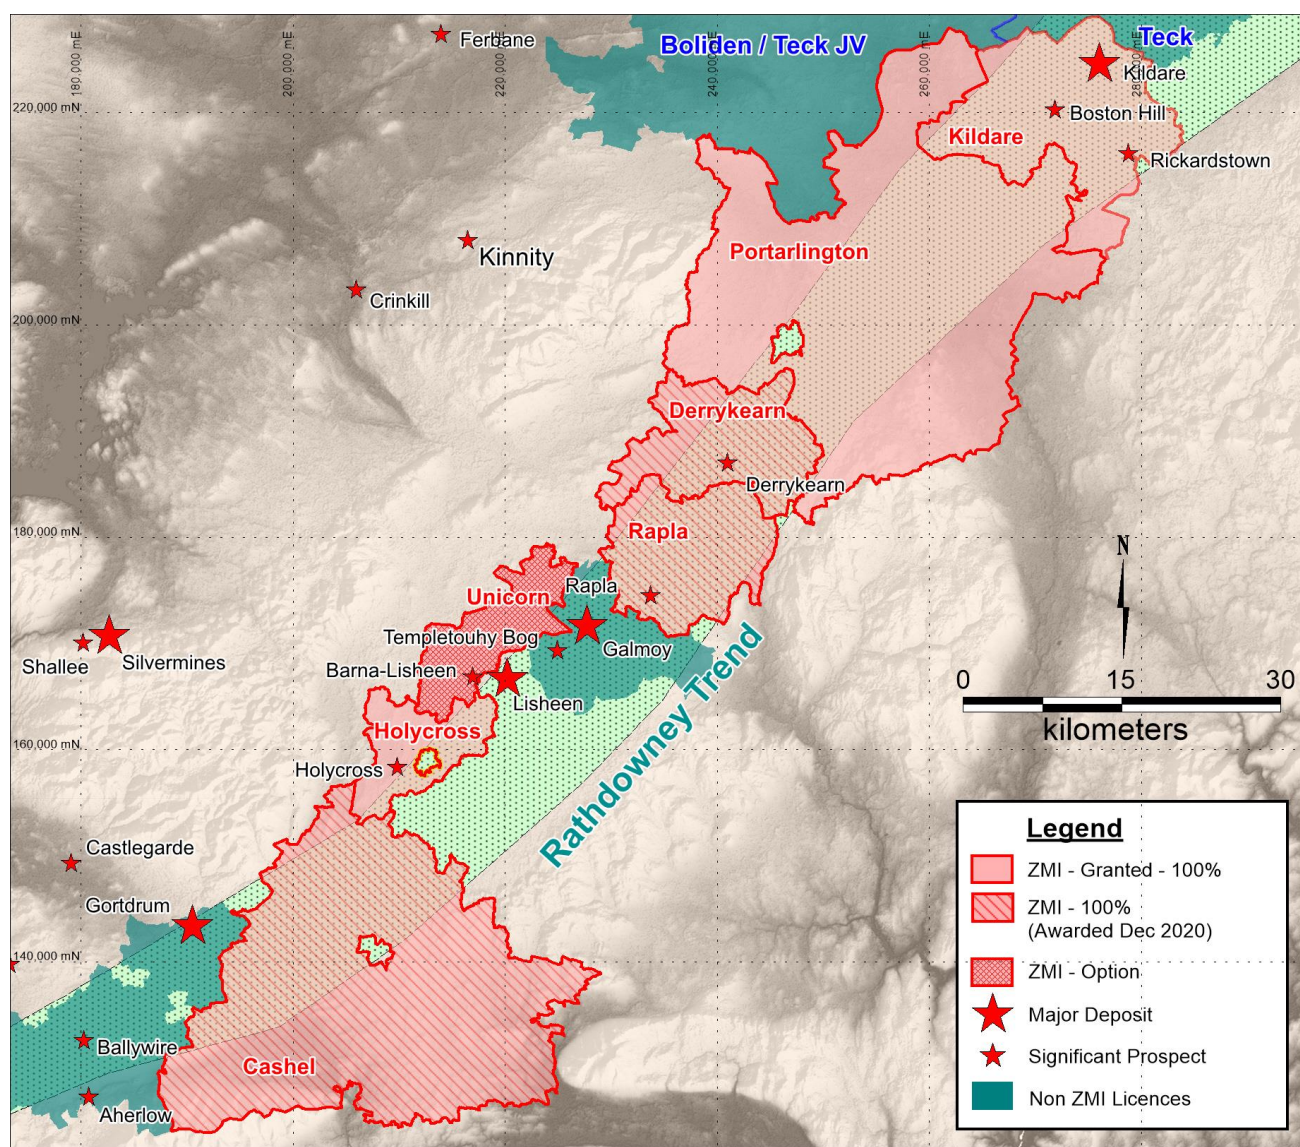 180,000 mE
200,000 mE
220,000 mE
240,000 mE
260,000 mE
280,000 mE
Ferbane
Boliden / Teck JV
Teck
Kildare
220,000 mN
Boston Hill
Kildare
Rickardstown
Kinnity
Portarlington
Crinkill
200,000 mN
Derrykearn
Derrykearn
180,000 mN
Rapla
N
Rapla
Unicorn
Templetouhy Bog
Galmoy
Shallee
Silvermines
Barna-Lisheen
Lisheen
Rathdowney Trend
0 15 30
kilometers
Holycross
160,000 mN
Holycross
Castlegarde
Gortdrum
140,000 mN
Ballywire
Cashel
Aherlow
Legend
ZMI - Granted - 100%
ZMI - 100%
(Awarded Dec 2020)
ZMI - Option
Major Deposit
Significant Prospect
Non ZMI Licences